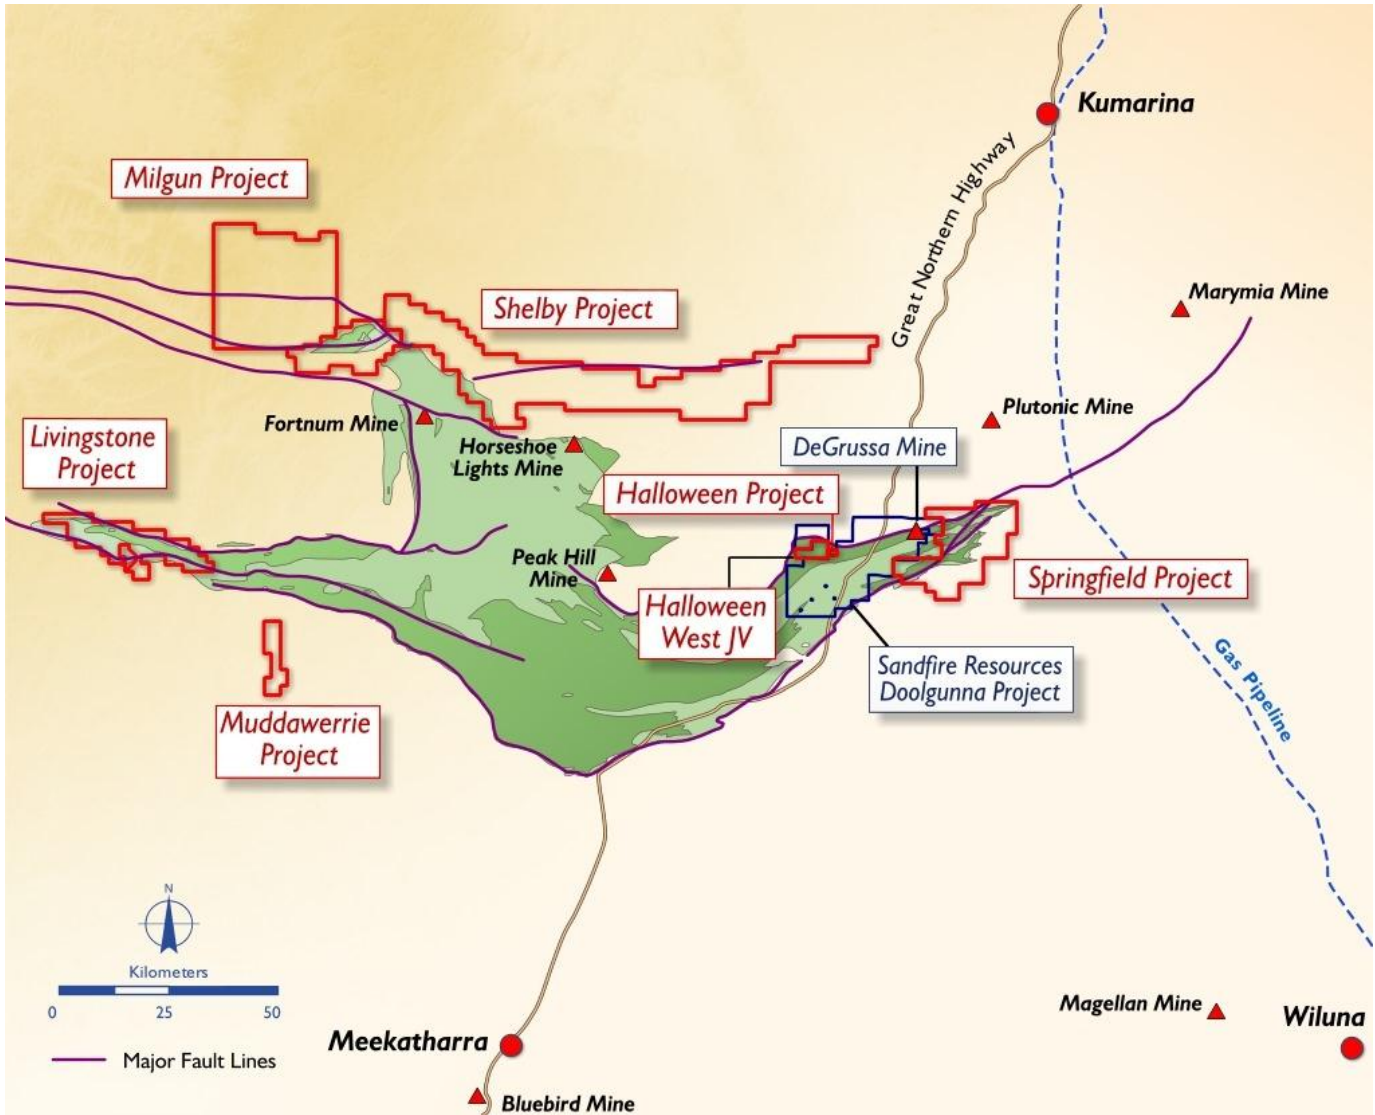 Kumarina
Milgun Project
Great Northern Highway
Shelby Project
Marymia Mine
Plutonic Mine
Fortnum Mine
Livingstone
Project
DeGrussa Mine
Horseshoe
Lights Mine
Halloween Project
Peak Hill
Mine
Springfield Project
Halloween
West JV
Sandfire Resources
Doolgunna Project
Gas Pipeline
Muddawerrie
Project
N
Kilometers
0 25 50
Magellan Mine
Wiluna
Meekatharra
Major Fault Lines
Bluebird Mine